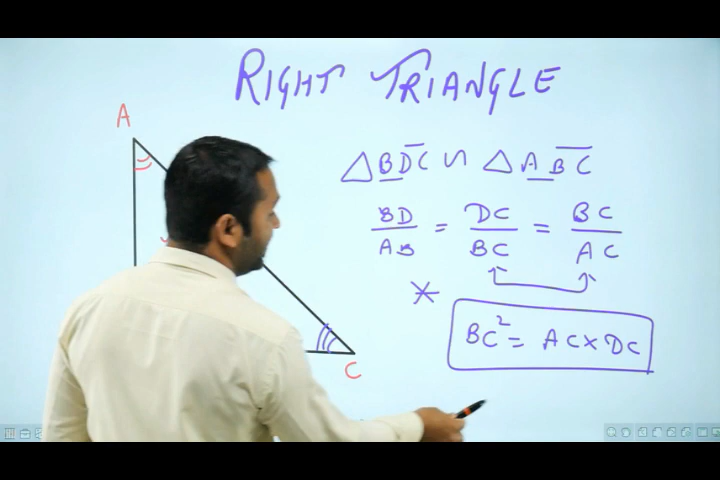 RIGHT TRIANGLE
A
△BDC ∽ △ABC
BD/AB = DC/BC = BC/AC
*
BC² = AC×DC
C